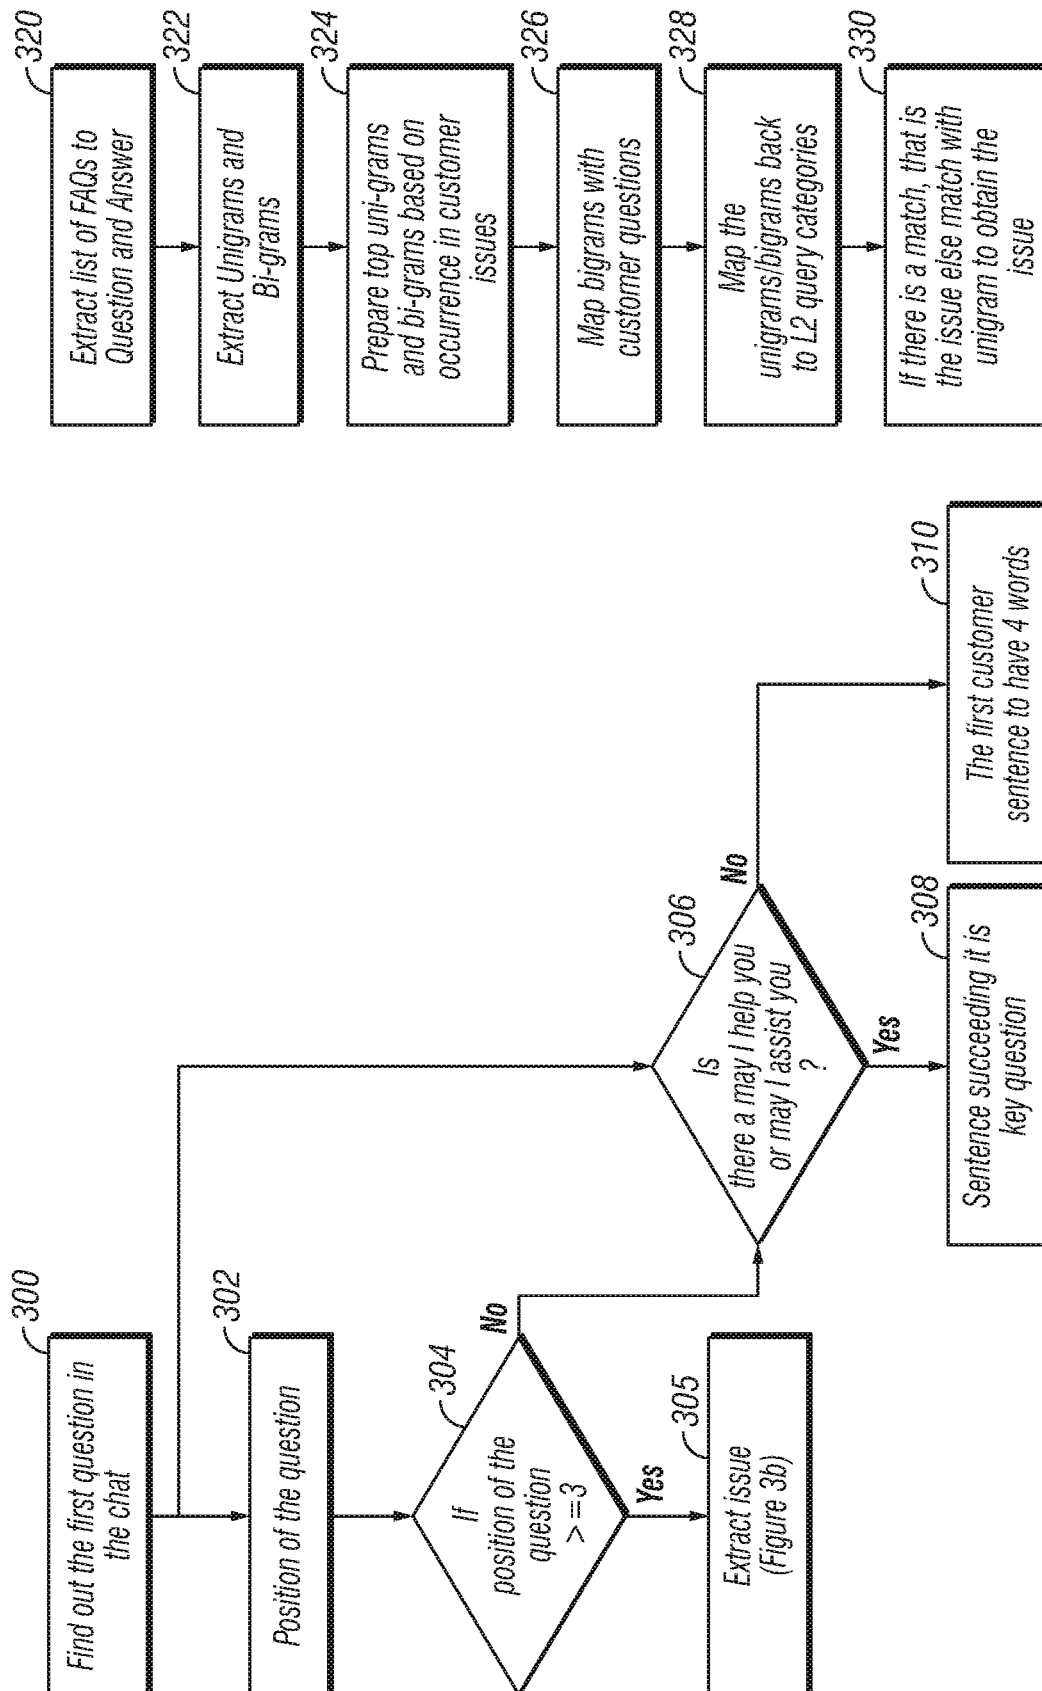 300
Find out the first question in
the chat
302
Position of the question
304
If
position of the
question
>=3
No
Yes
305
Extract issue
(Figure 3b)
306
Is
there a may I help you
or may I assist you
?
No
Yes
308
Sentence succeeding it is
key question
310
The first customer
sentence to have 4 words
320
Extract list of FAQs to
Question and Answer
322
Extract Unigrams and
Bi-grams
324
Prepare top uni-grams
and bi-grams based on
occurrence in customer
issues
326
Map bigrams with
customer questions
328
Map the
unigrams/bigrams back
to L2 query categories
330
If there is a match, that is
the issue else match with
unigram to obtain the
issue